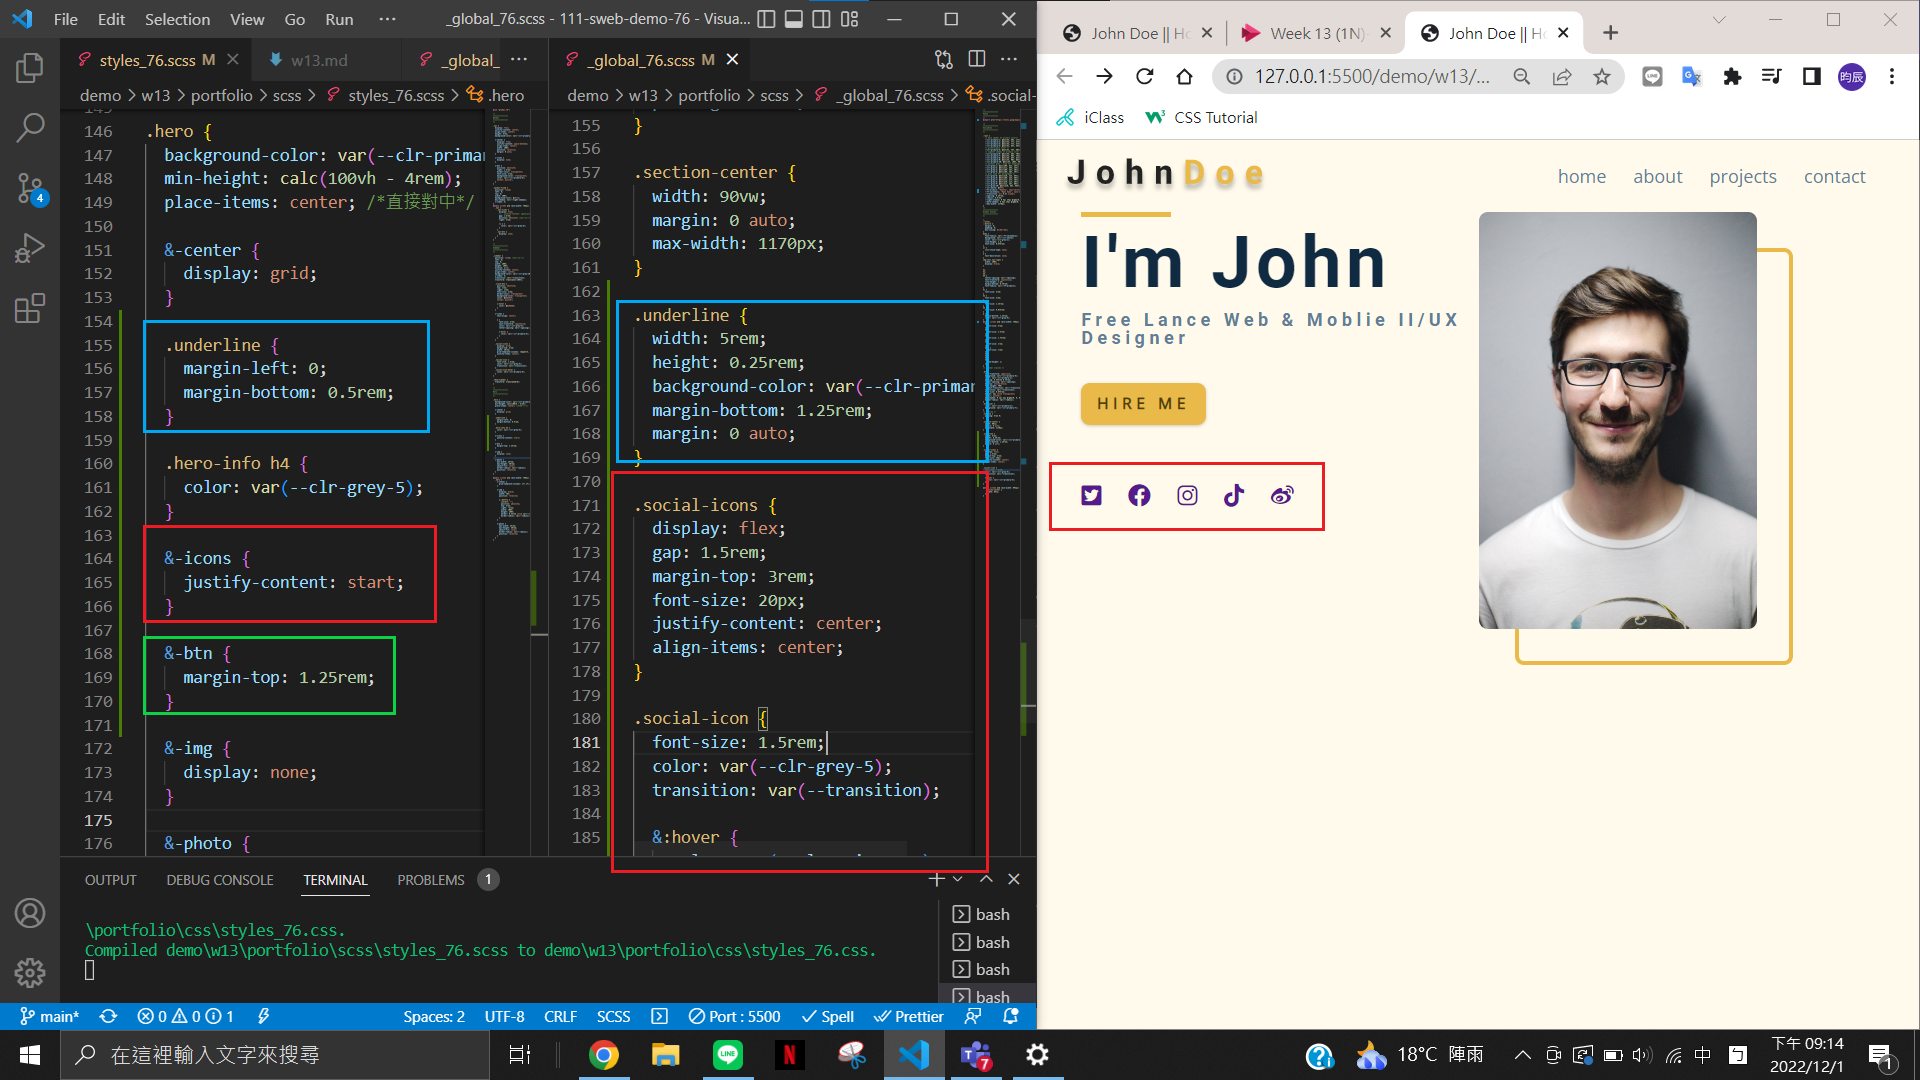 File Edit Selection View Go Run ··· _global_76.scss - 111-sweb-demo-76 - Visua...
styles_76.scss M w13.md _global_ ···
demo > w13 > portfolio > scss > styles_76.scss > .hero
146 .hero {
147 background-color: var(--clr-primar
148 min-height: calc(100vh - 4rem);
149 place-items: center; /*直接對中*/
150
151 &-center {
152 display: grid;
153 }
154
155 .underline {
156 margin-left: 0;
157 margin-bottom: 0.5rem;
158 }
159
160 .hero-info h4 {
161 color: var(--clr-grey-5);
162 }
163
164 &-icons {
165 justify-content: start;
166 }
167
168 &-btn {
169 margin-top: 1.25rem;
170 }
171
172 &-img {
173 display: none;
174 }
175
176 &-photo {
_global_76.scss M
demo > w13 > portfolio > scss > _global_76.scss > .social-
155 }
156
157 .section-center {
158 width: 90vw;
159 margin: 0 auto;
160 max-width: 1170px;
161 }
162
163 .underline {
164 width: 5rem;
165 height: 0.25rem;
166 background-color: var(--clr-primar
167 margin-bottom: 1.25rem;
168 margin: 0 auto;
169 }
170
171 .social-icons {
172 display: flex;
173 gap: 1.5rem;
174 margin-top: 3rem;
175 font-size: 20px;
176 justify-content: center;
177 align-items: center;
178 }
179
180 .social-icon {
181 font-size: 1.5rem;
182 color: var(--clr-grey-5);
183 transition: var(--transition);
184
185 &:hover {
OUTPUT DEBUG CONSOLE TERMINAL PROBLEMS 1
\portfolio\css\styles_76.css.
Compiled demo\w13\portfolio\scss\styles_76.scss to demo\w13\portfolio\css\styles_76.css.
bash
bash
bash
bash
4
main* 0 0 1 Spaces: 2 UTF-8 CRLF SCSS Port : 5500 Spell Prettier
John Doe || Ho Week 13 (1N) John Doe || Ho
127.0.0.1:5500/demo/w13/... 昀辰
iClass CSS Tutorial
JohnDoe
home about projects contact
I'm John
Free Lance Web & Moblie II/UX
Designer
HIRE ME
在這裡輸入文字來搜尋
LINE
N
7
18°C 陣雨
中
下午 09:14
2022/12/1
1